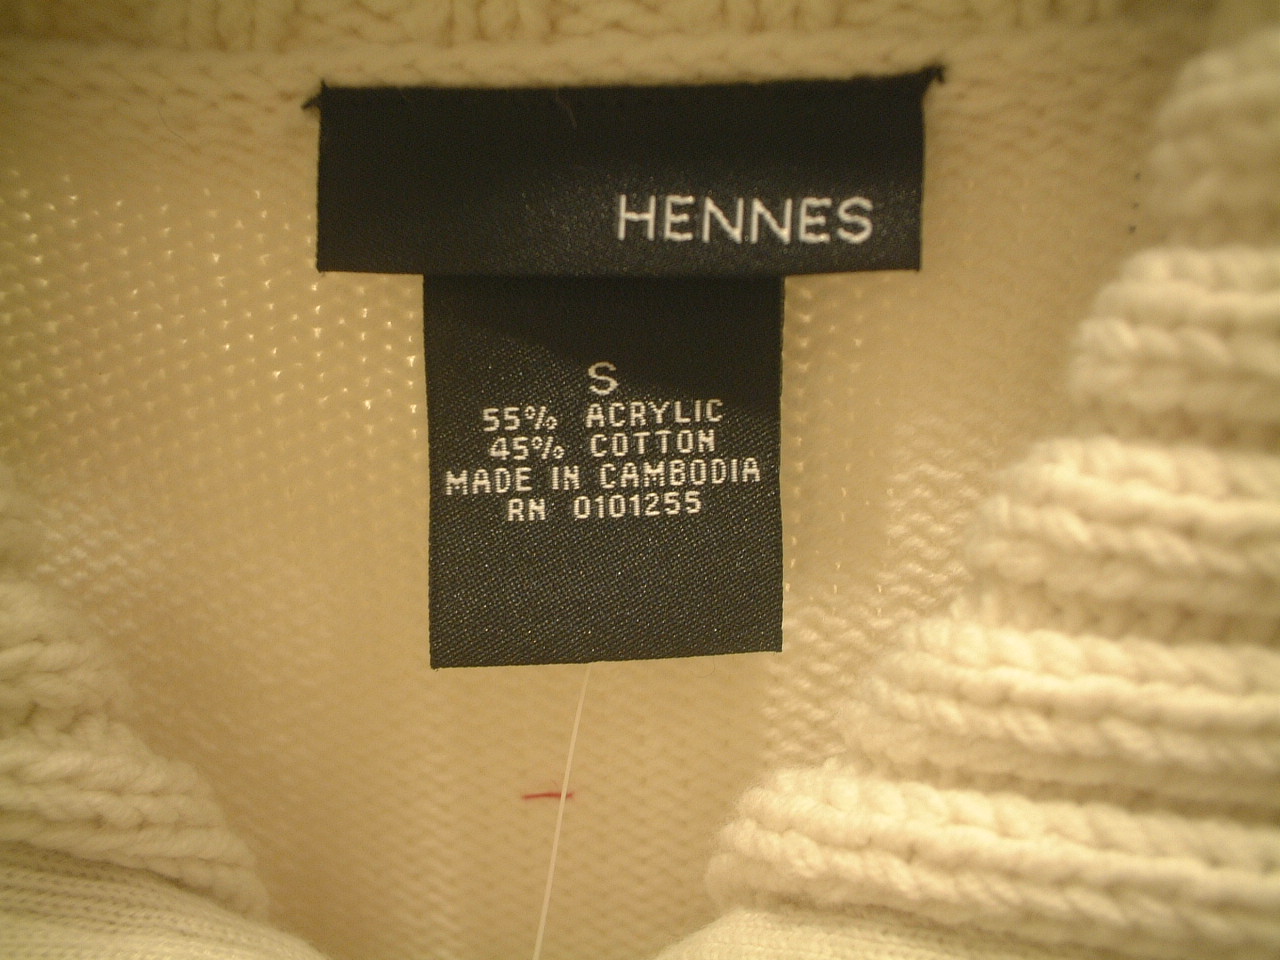 HENNES
S
55% ACRYLIC
45% COTTON
MADE IN CAMBODIA
RN 0101255